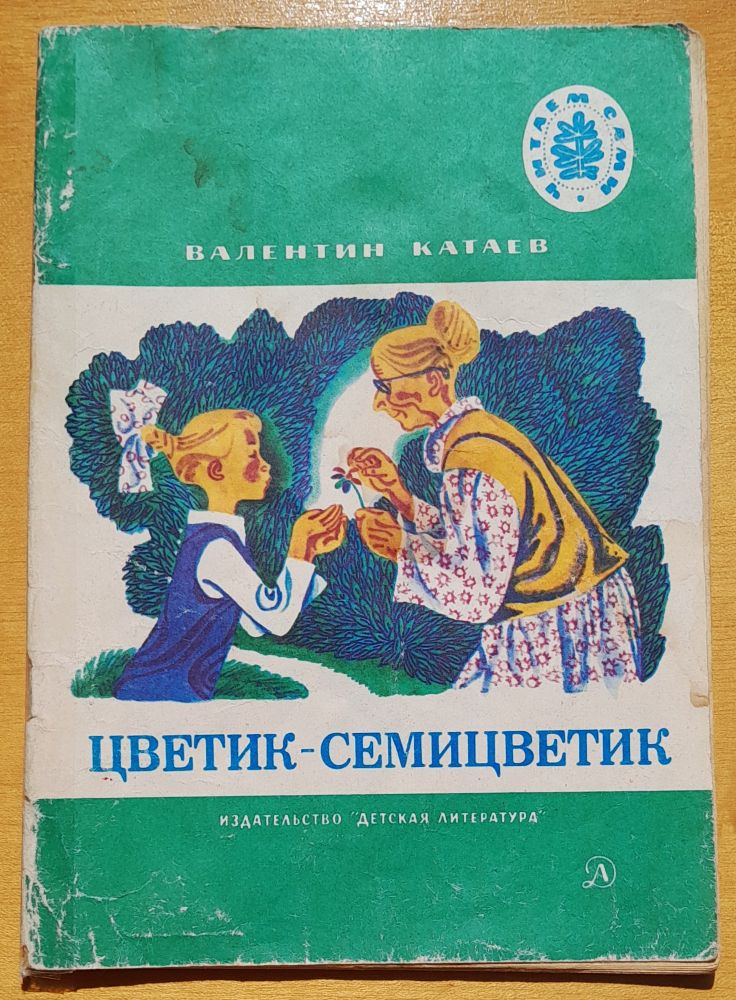 ЧИТАЕМ САМИ
ВАЛЕНТИН КАТАЕВ
ЦВЕТИК-СЕМИЦВЕТИК
ИЗДАТЕЛЬСТВО "ДЕТСКАЯ ЛИТЕРАТУРА"
Д